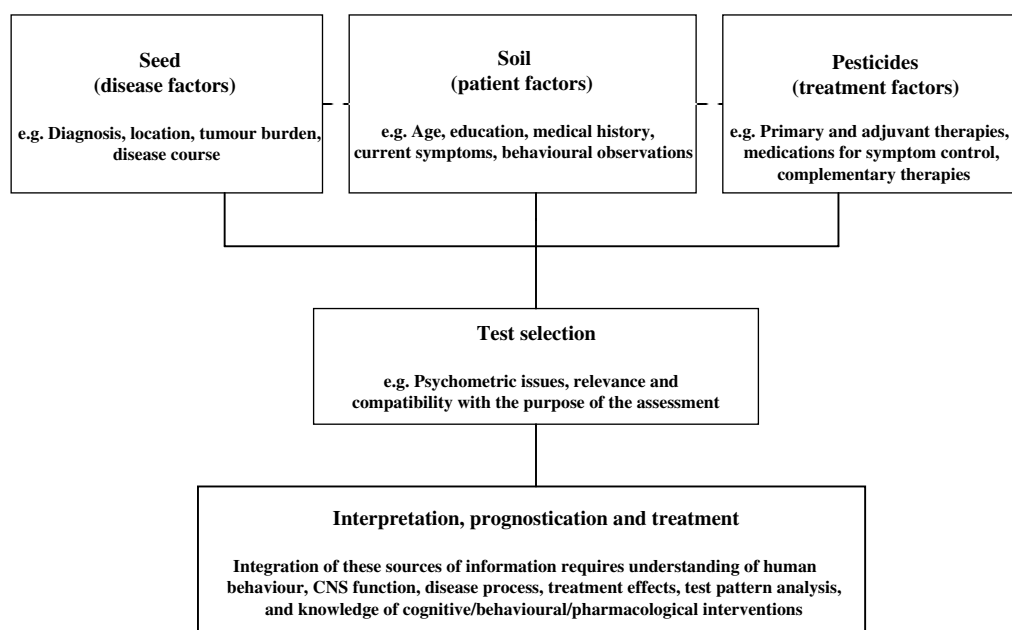 Seed
(disease factors)
e.g. Diagnosis, location, tumour burden,
disease course
Soil
(patient factors)
e.g. Age, education, medical history,
current symptoms, behavioural observations
Pesticides
(treatment factors)
e.g. Primary and adjuvant therapies,
medications for symptom control,
complementary therapies
Test selection
e.g. Psychometric issues, relevance and
compatibility with the purpose of the assessment
Interpretation, prognostication and treatment
Integration of these sources of information requires understanding of human
behaviour, CNS function, disease process, treatment effects, test pattern analysis,
and knowledge of cognitive/behavioural/pharmacological interventions